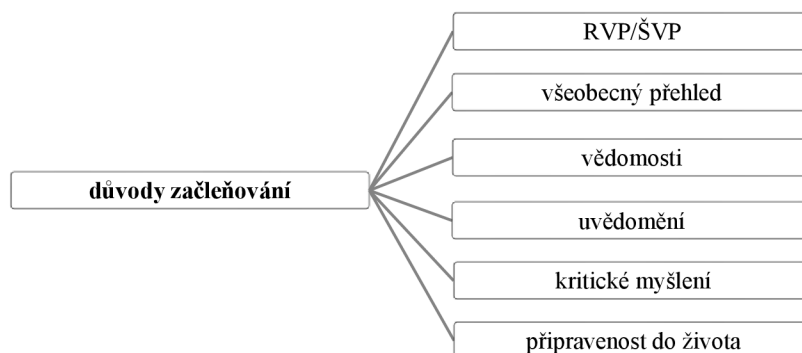 RVP/ŠVP
všeobecný přehled
vědomosti
důvody začleňování
uvědomění
kritické myšlení
připravenost do života